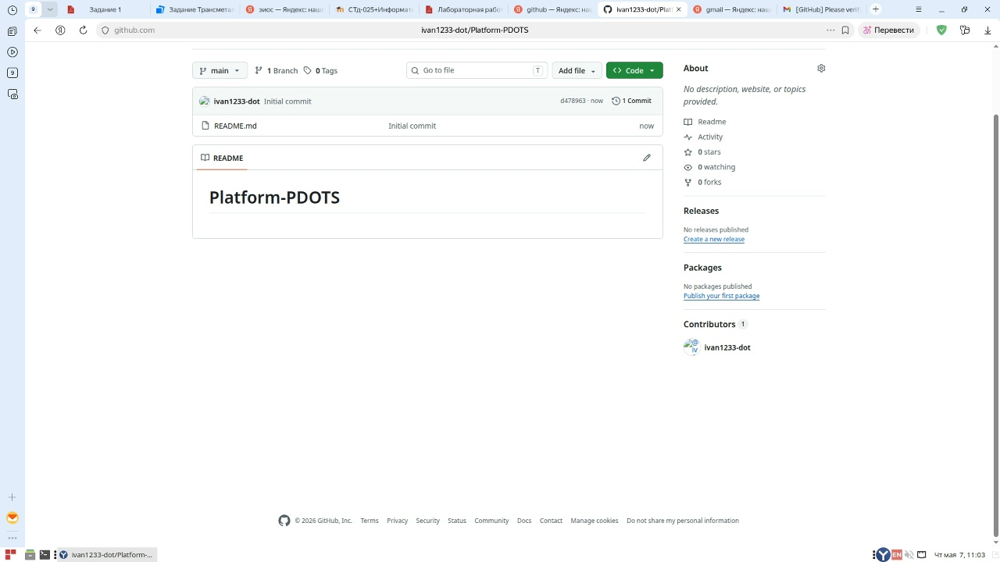 9
Задание 1
Задание Трансметал
эиос — Яндекс: наш
СТд-025+Информат
Лабораторная рабо
github — Яндекс: на
ivan1233-dot/Platf
gmail — Яндекс: наш
[GitHub] Please verif
github.com
ivan1233-dot/Platform-PDOTS
Перевести
9
main
1 Branch
0 Tags
Go to file
T
Add file
Code
ivan1233-dot Initial commit
d478963 · now
1 Commit
README.md
Initial commit
now
README
Platform-PDOTS
About
No description, website, or topics
provided.
Readme
Activity
0 stars
0 watching
0 forks
Releases
No releases published
Create a new release
Packages
No packages published
Publish your first package
Contributors 1
ivan1233-dot
© 2026 GitHub, Inc. Terms Privacy Security Status Community Docs Contact Manage cookies Do not share my personal information
ivan1233-dot/Platform-...
EN
Чт мая 7, 11:03